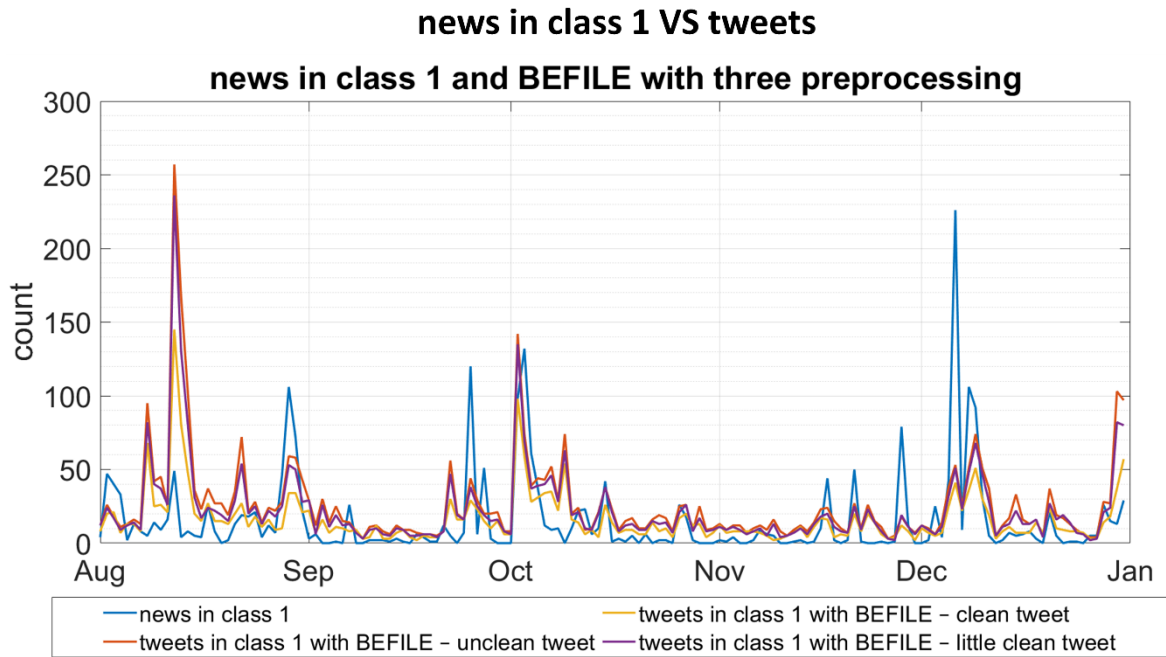 news in class 1 VS tweets
news in class 1 and BEFILE with three preprocessing
300
250
200
150
100
50
0
count
Aug Sep Oct Nov Dec Jan
news in class 1 tweets in class 1 with BEFILE – clean tweet
tweets in class 1 with BEFILE – unclean tweet tweets in class 1 with BEFILE – little clean tweet